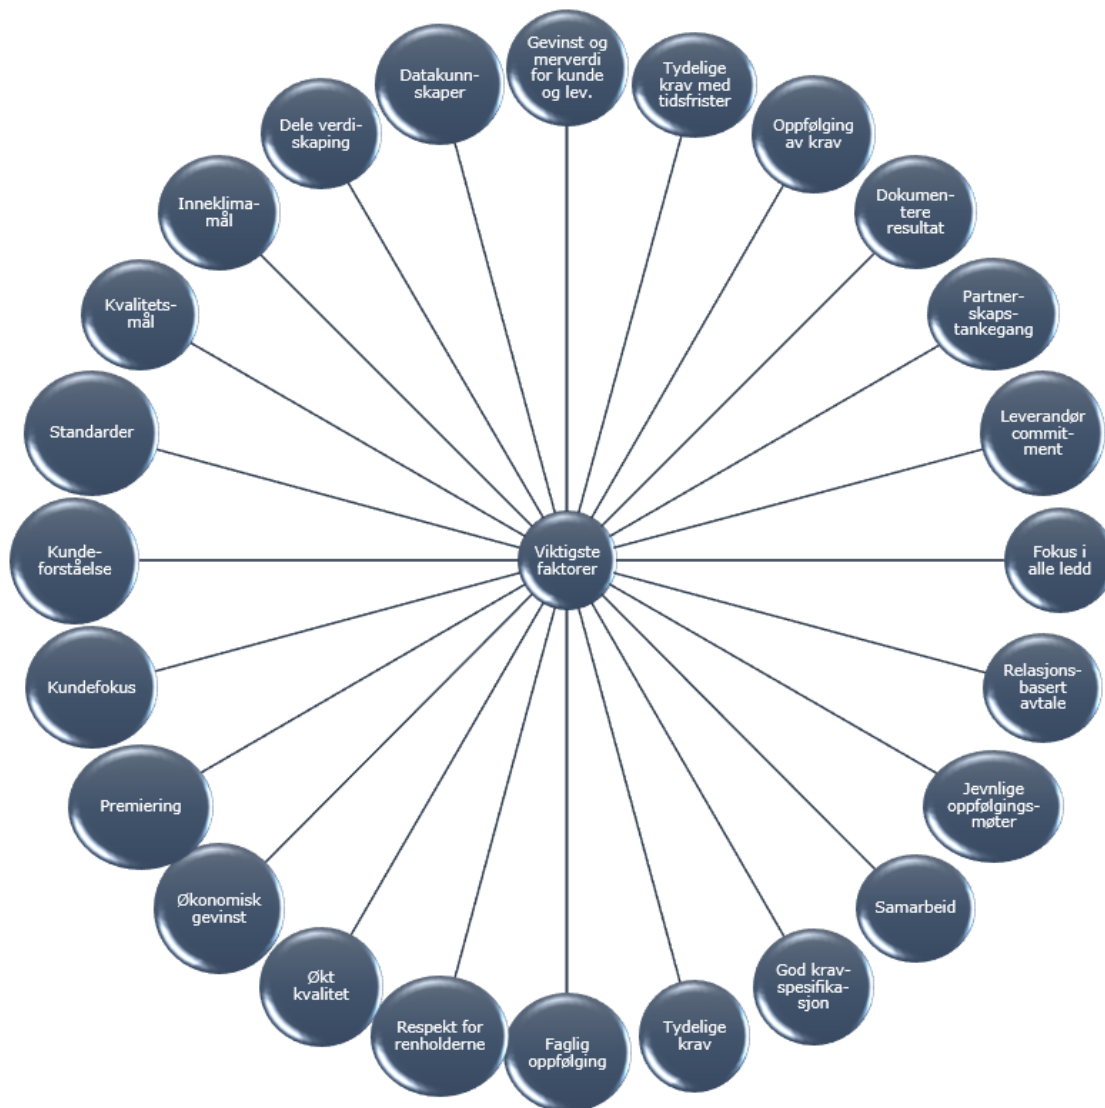 Gevinst og
merverdi
for kunde
og lev.
Tydelige
krav med
tidsfrister
Oppfølging
av krav
Dokumen-
tere
resultat
Partner-
skaps-
tankegang
Leverandør
commit-
ment
Fokus i
alle ledd
Relasjons-
basert
avtale
Jevnlige
oppfølgings-
møter
Samarbeid
God krav-
spesifika-
sjon
Tydelige
krav
Faglig
oppfølging
Respekt for
renholderne
Økt
kvalitet
Økonomisk
gevinst
Premiering
Kundefokus
Kunde-
forståelse
Standarder
Kvalitets-
mål
Inneklima-
mål
Dele verdi-
skaping
Datakunn-
skaper
Viktigste
faktorer